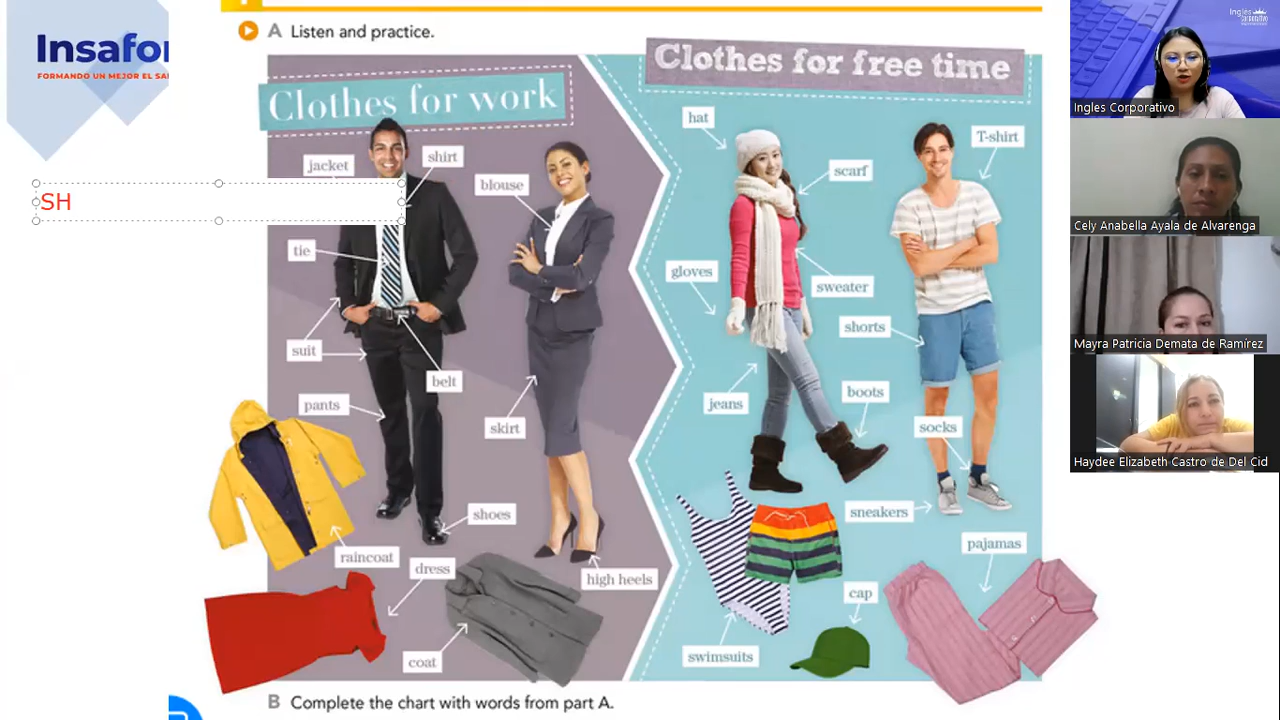 Insafor
FORMANDO UN MEJOR EL SA
A Listen and practice.
Clothes for work
Clothes for free time
jacket
shirt
blouse
SH
tie
suit
belt
pants
skirt
shoes
raincoat
dress
high heels
coat
hat
T-shirt
scarf
gloves
sweater
shorts
jeans
boots
socks
sneakers
pajamas
cap
swimsuits
B Complete the chart with words from part A.
Ingles Corporativo
Cely Anabella Ayala de Alvarenga
Mayra Patricia Demata de Ramírez
Haydee Elizabeth Castro de Del Cid